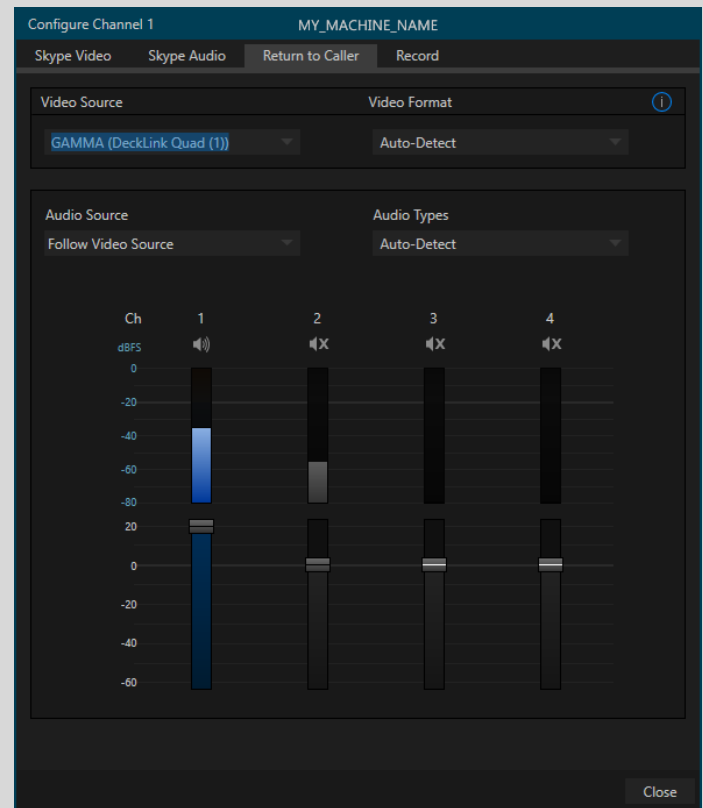 Configure Channel 1 MY_MACHINE_NAME
Skype Video Skype Audio Return to Caller Record
Video Source Video Format i
GAMMA (DeckLink Quad (1)) Auto-Detect
Audio Source Audio Types
Follow Video Source Auto-Detect
Ch 1 2 3 4
dBFS
0
-20
-40
-60
-80
20
0
-20
-40
-60
Close